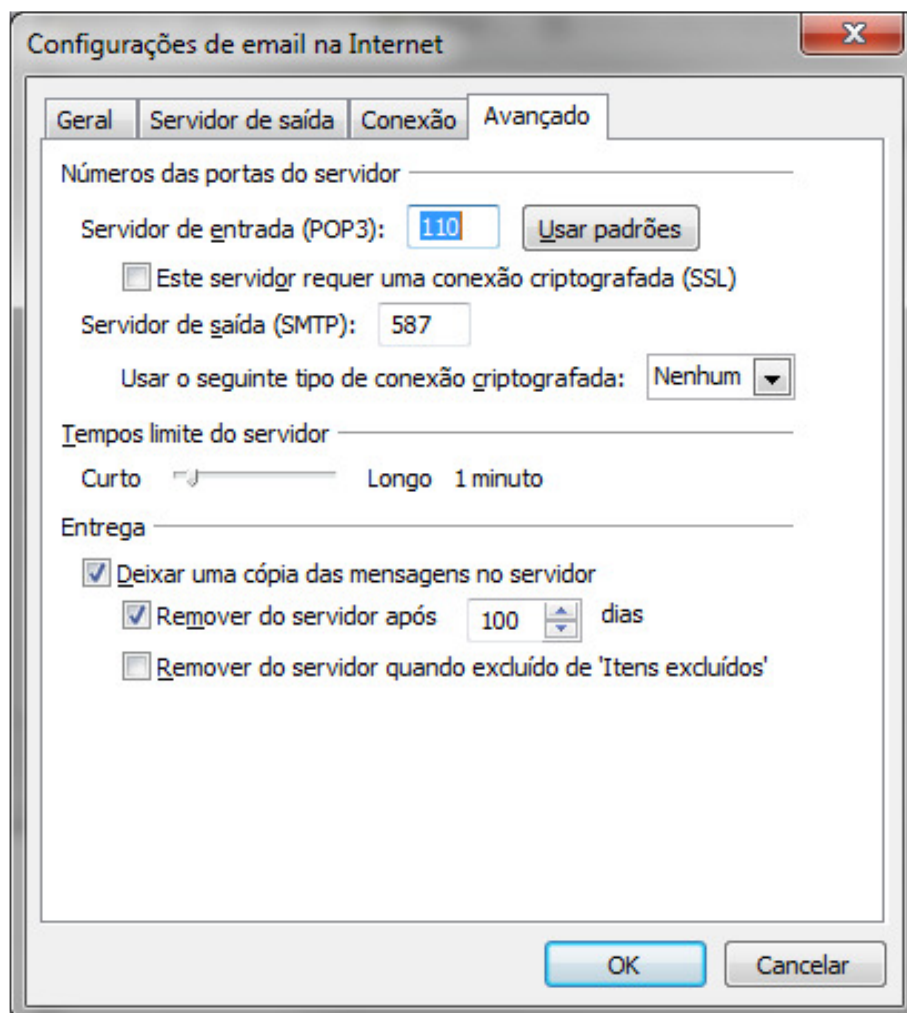 Configurações de email na Internet
Geral Servidor de saída Conexão Avançado
Números das portas do servidor
Servidor de entrada (POP3): 110 Usar padrões
Este servidor requer uma conexão criptografada (SSL)
Servidor de saída (SMTP): 587
Usar o seguinte tipo de conexão criptografada: Nenhum
Tempos limite do servidor
Curto Longo 1 minuto
Entrega
Deixar uma cópia das mensagens no servidor
Remover do servidor após 100 dias
Remover do servidor quando excluído de 'Itens excluídos'
OK Cancelar